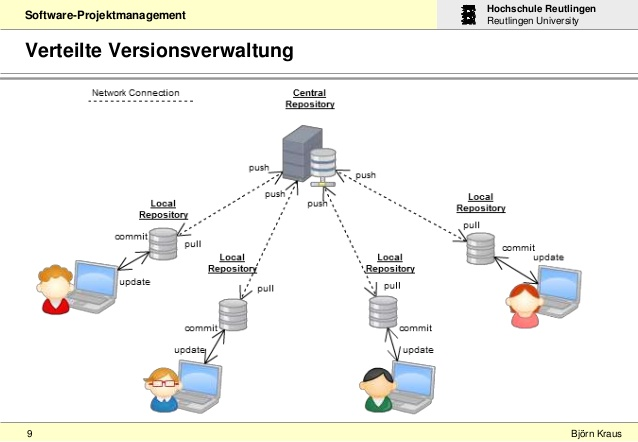 Software-Projektmanagement
Hochschule Reutlingen
Reutlingen University
Verteilte Versionsverwaltung
Network Connection
Central
Repository
push
push
push
push
Local
Repository
commit
pull
update
Local
Repository
pull
commit
update
Local
Repository
pull
commit
update
Local
Repository
pull
commit
update
9
Björn Kraus